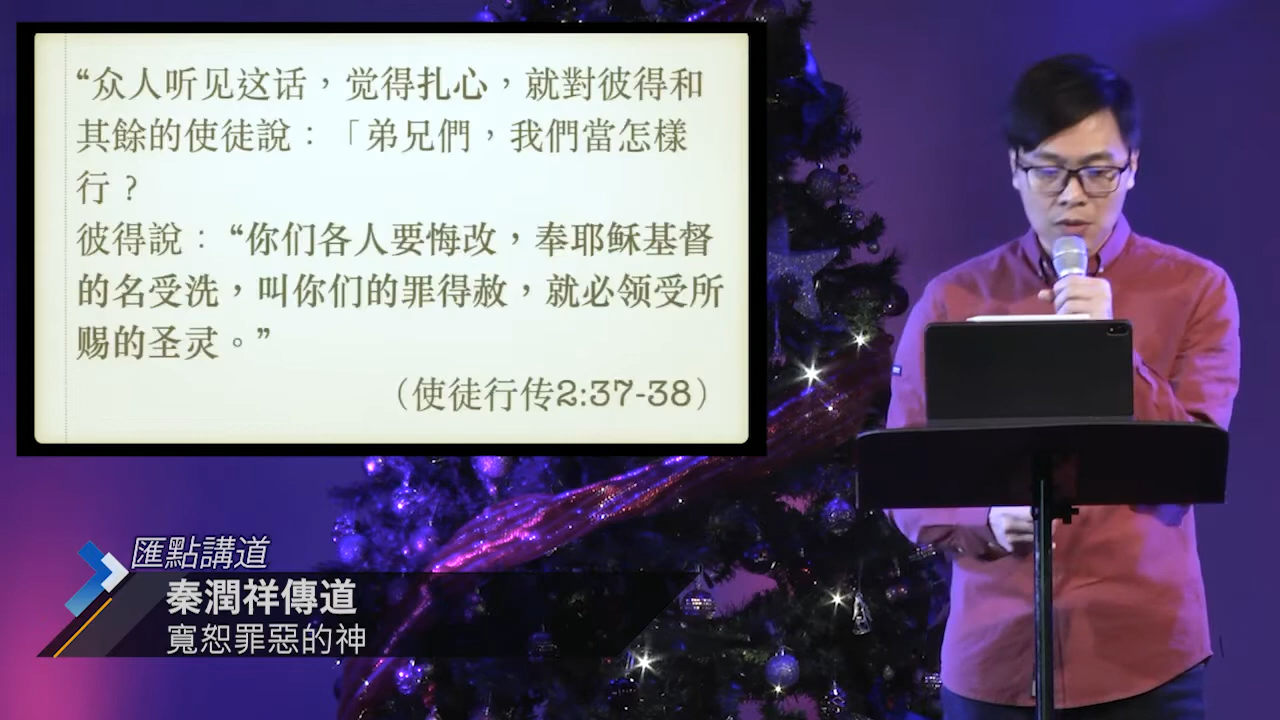 “众人听见这话，觉得扎心，就對彼得和
其餘的使徒說：「弟兄們，我們當怎樣
行？
彼得說：“你们各人要悔改，奉耶稣基督
的名受洗，叫你们的罪得赦，就必领受所
赐的圣灵。”
（使徒行传2:37-38）
匯點講道
秦潤祥傳道
寬恕罪惡的神